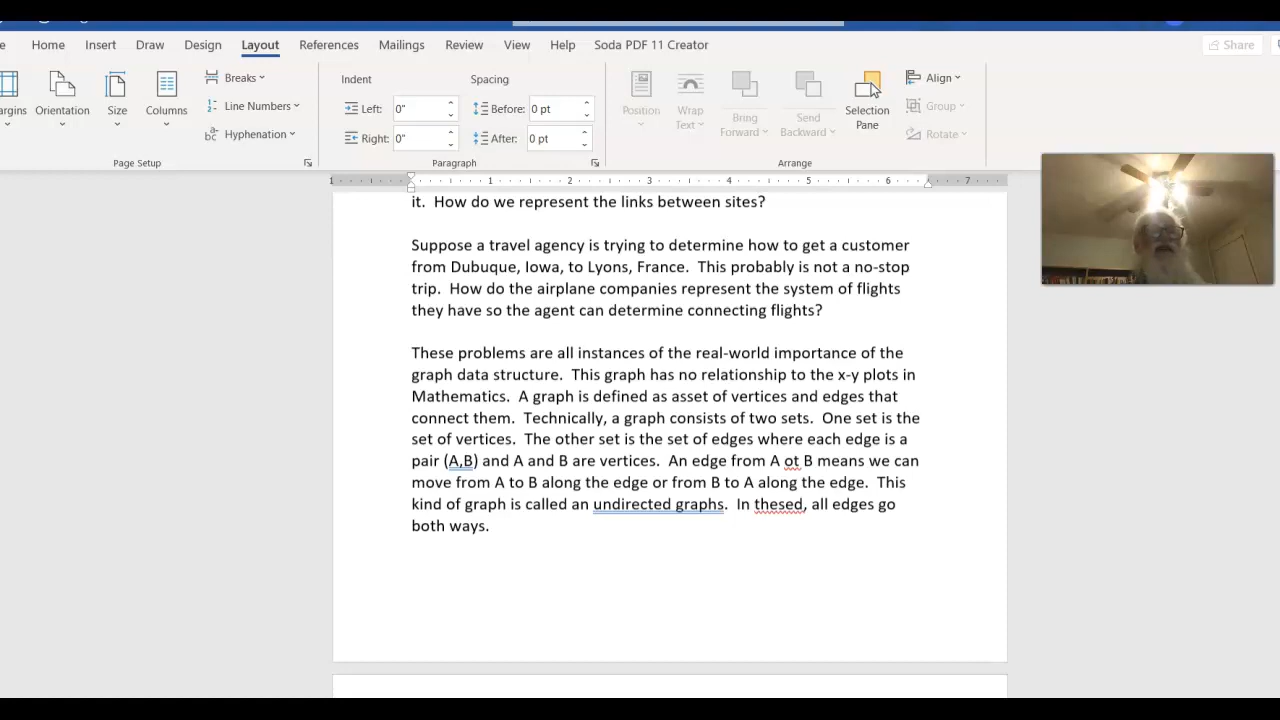 Home Insert Draw Design Layout References Mailings Review View Help Soda PDF 11 Creator Share
Orientation Size Columns
Breaks
Line Numbers
Hyphenation
Page Setup
Indent Spacing
Left: 0" Before: 0 pt
Right: 0" After: 0 pt
Paragraph
Position Wrap Text Bring Forward Send Backward Selection Pane
Align
Group
Rotate
Arrange
1 1 2 3 4 5 6 7
it. How do we represent the links between sites?
Suppose a travel agency is trying to determine how to get a customer
from Dubuque, Iowa, to Lyons, France. This probably is not a no-stop
trip. How do the airplane companies represent the system of flights
they have so the agent can determine connecting flights?
These problems are all instances of the real-world importance of the
graph data structure. This graph has no relationship to the x-y plots in
Mathematics. A graph is defined as asset of vertices and edges that
connect them. Technically, a graph consists of two sets. One set is the
set of vertices. The other set is the set of edges where each edge is a
pair (A,B) and A and B are vertices. An edge from A ot B means we can
move from A to B along the edge or from B to A along the edge. This
kind of graph is called an undirected graphs. In thesed, all edges go
both ways.